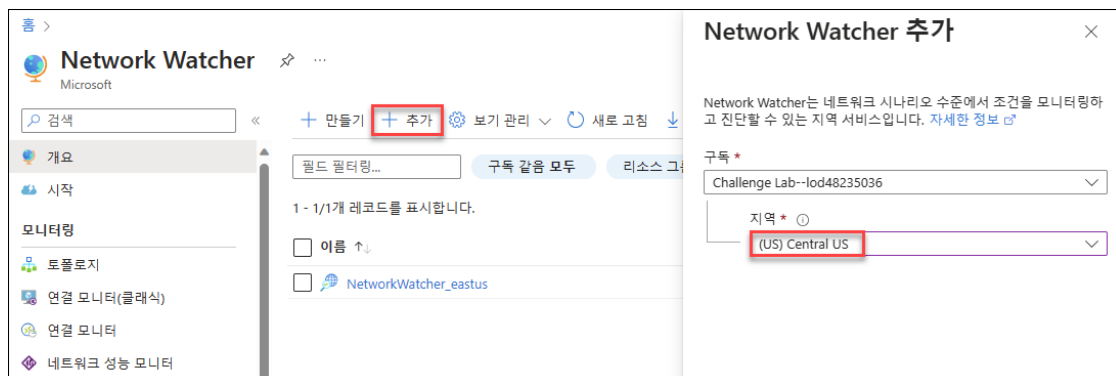 홈 >
Network Watcher
Microsoft
검색
개요
시작
모니터링
토폴로지
연결 모니터(클래식)
연결 모니터
네트워크 성능 모니터
만들기 추가 보기 관리 새로 고침
필드 필터링... 구독 같음 모두 리소스
1 - 1/1개 레코드를 표시합니다.
이름
NetworkWatcher_eastus
Network Watcher 추가
Network Watcher는 네트워크 시나리오 수준에서 조건을 모니터링하
고 진단할 수 있는 지역 서비스입니다. 자세한 정보
구독 *
Challenge Lab--lod48235036
지역 *
(US) Central US